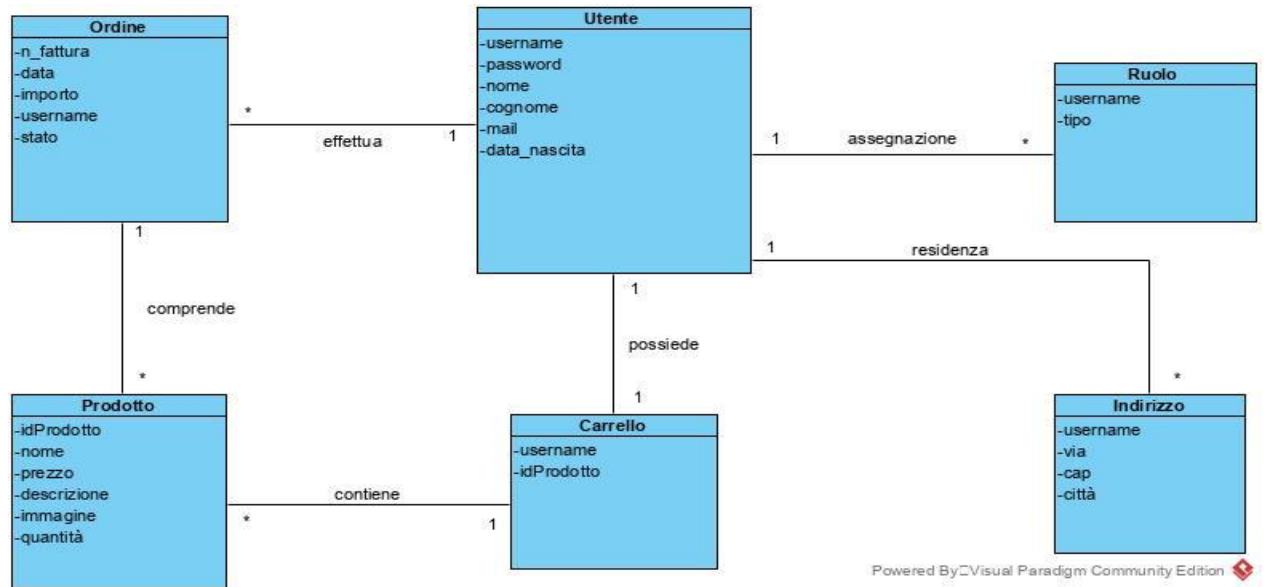 Ordine
-n_fattura
-data
-importo
-username
-stato
*
effettua
1
Utente
-username
-password
-nome
-cognome
-mail
-data_nascita
1
assegnazione
*
Ruolo
-username
-tipo
1
residenza
*
1
comprende
*
1
possiede
1
Prodotto
-idProdotto
-nome
-prezzo
-descrizione
-immagine
-quantità
*
contiene
1
Carrello
-username
-idProdotto
Indirizzo
-username
-via
-cap
-città
Powered By□Visual Paradigm Community Edition